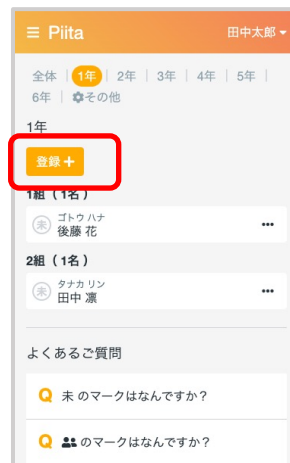 ≡ Piita 田中太郎 ▾
全体 | 1年 | 2年 | 3年 | 4年 | 5年 |
6年 | その他
1年
登録 +
1組（1名）
未 ゴトウ ハナ
後藤 花 •••
2組（1名）
未 タナカ リン
田中 凛 •••
よくあるご質問
Q 未 のマークはなんですか？
Q のマークはなんですか？